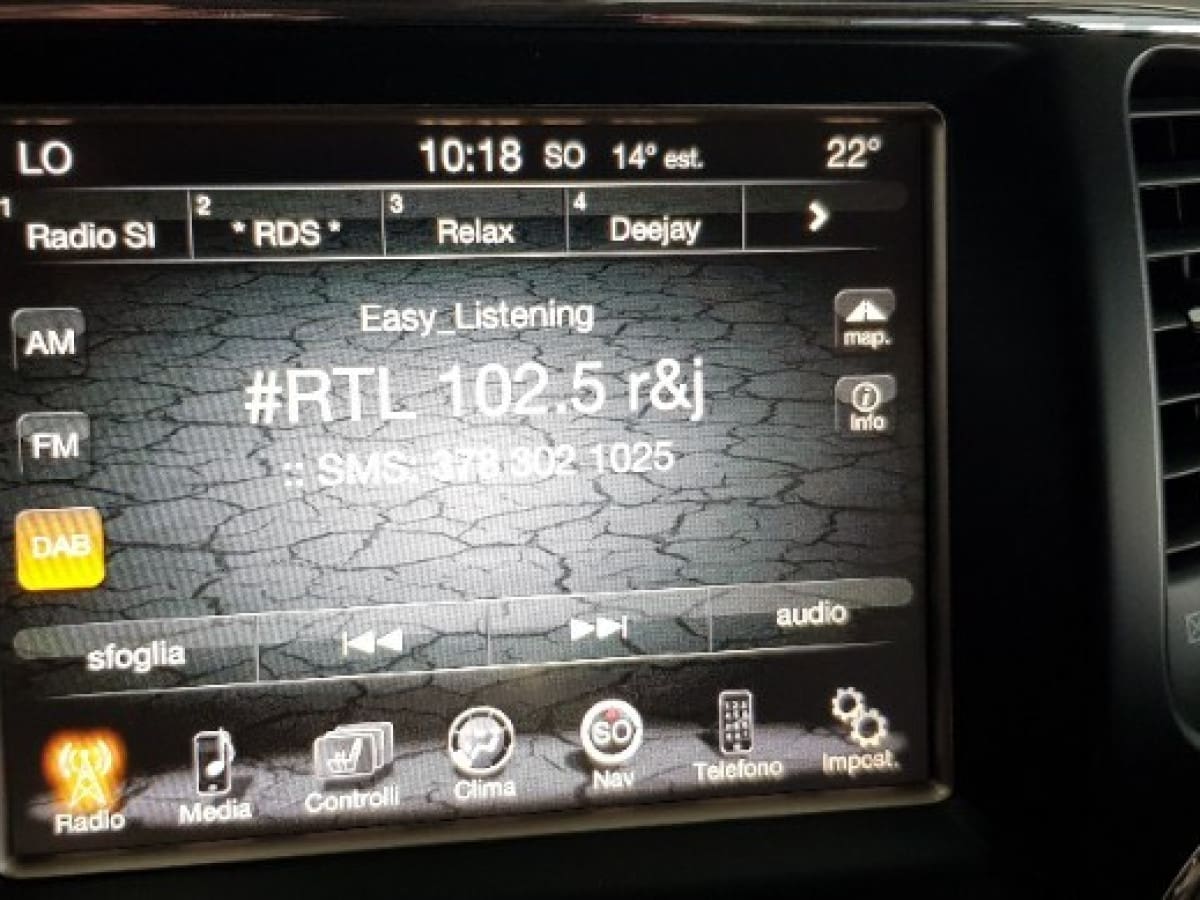 LO 10:18 SO 14° est. 22°
1 Radio Sì 2 * RDS * 3 Relax 4 Deejay
Easy_Listening
map.
AM
#RTL 102.5 r&j
info
FM
:: SMS: 378 302 1025
DAB
sfoglia audio
SO
Radio Media Controlli Clima Nav Telefono Impost.